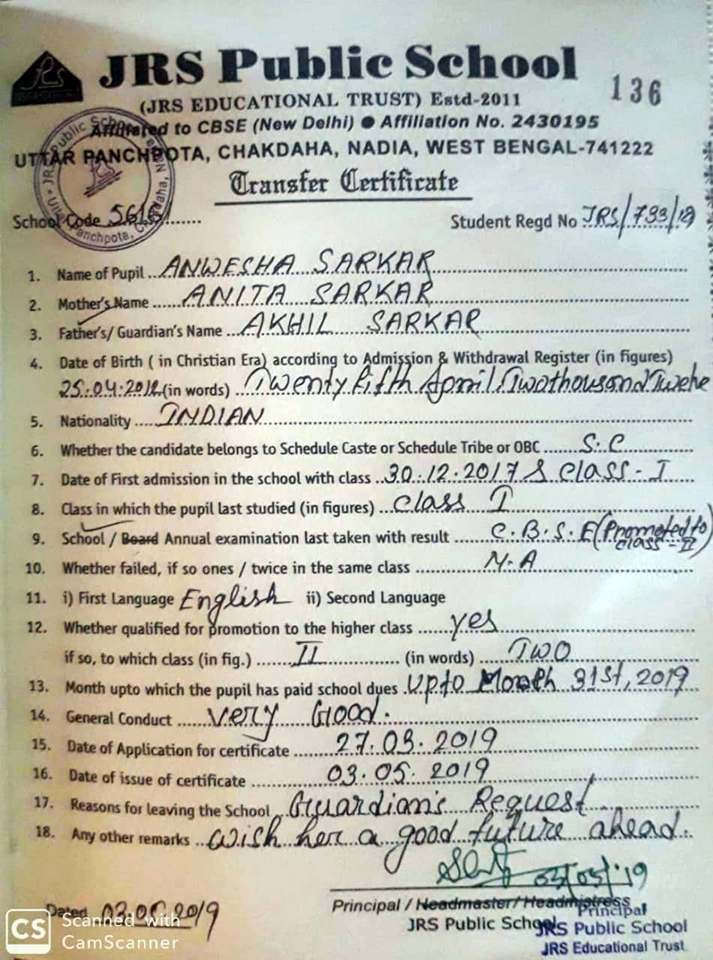 JRS Public School
136
(JRS EDUCATIONAL TRUST) Estd-2011
Affiliated to CBSE (New Delhi) ● Affiliation No. 2430195
UTTAR PANCHPOTA, CHAKDAHA, NADIA, WEST BENGAL-741222
Transfer Certificate
School Code 5616 Student Regd No JRS/733/18
1. Name of Pupil ANWESHA SARKAR
2. Mother's Name ANITA SARKAR
3. Father's/ Guardian's Name AKHIL SARKAR
4. Date of Birth ( in Christian Era) according to Admission & Withdrawal Register (in figures)
25.04.2012 (in words) Twenty fifth April Twothousand Twelve
5. Nationality INDIAN
6. Whether the candidate belongs to Schedule Caste or Schedule Tribe or OBC S.C
7. Date of First admission in the school with class 30.12.2017 & Class-I
8. Class in which the pupil last studied (in figures) class I
9. School / Board Annual examination last taken with result C.B.S.E (Promoted to class-II)
10. Whether failed, if so ones / twice in the same class N.A
11. i) First Language English ii) Second Language
12. Whether qualified for promotion to the higher class yes
if so, to which class (in fig.) II (in words) TWO
13. Month upto which the pupil has paid school dues Upto March 31st, 2019
14. General Conduct Very Good.
15. Date of Application for certificate 27.03.2019
16. Date of issue of certificate 03.05.2019
17. Reasons for leaving the School Guardian's Request
18. Any other remarks wish her a good future ahead.
03/05/19
Dated 03.05.2019
Principal / Headmaster/ Headmistress
JRS Public School
Principal
JRS Public School
JRS Educational Trust
CS Scanned with
CamScanner